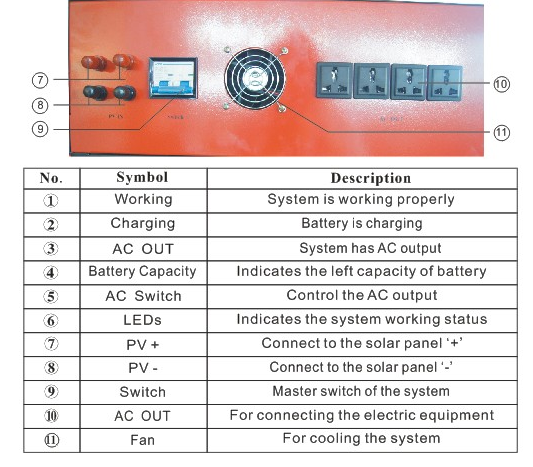 ⑦
⑧
⑨
⑩
⑪
PV IN
No. Symbol Description
① Working System is working properly
② Charging Battery is charging
③ AC OUT System has AC output
④ Battery Capacity Indicates the left capacity of battery
⑤ AC Switch Control the AC output
⑥ LEDs Indicates the system working status
⑦ PV + Connect to the solar panel ‘+’
⑧ PV - Connect to the solar panel ‘-’
⑨ Switch Master switch of the system
⑩ AC OUT For connecting the electric equipment
⑪ Fan For cooling the system